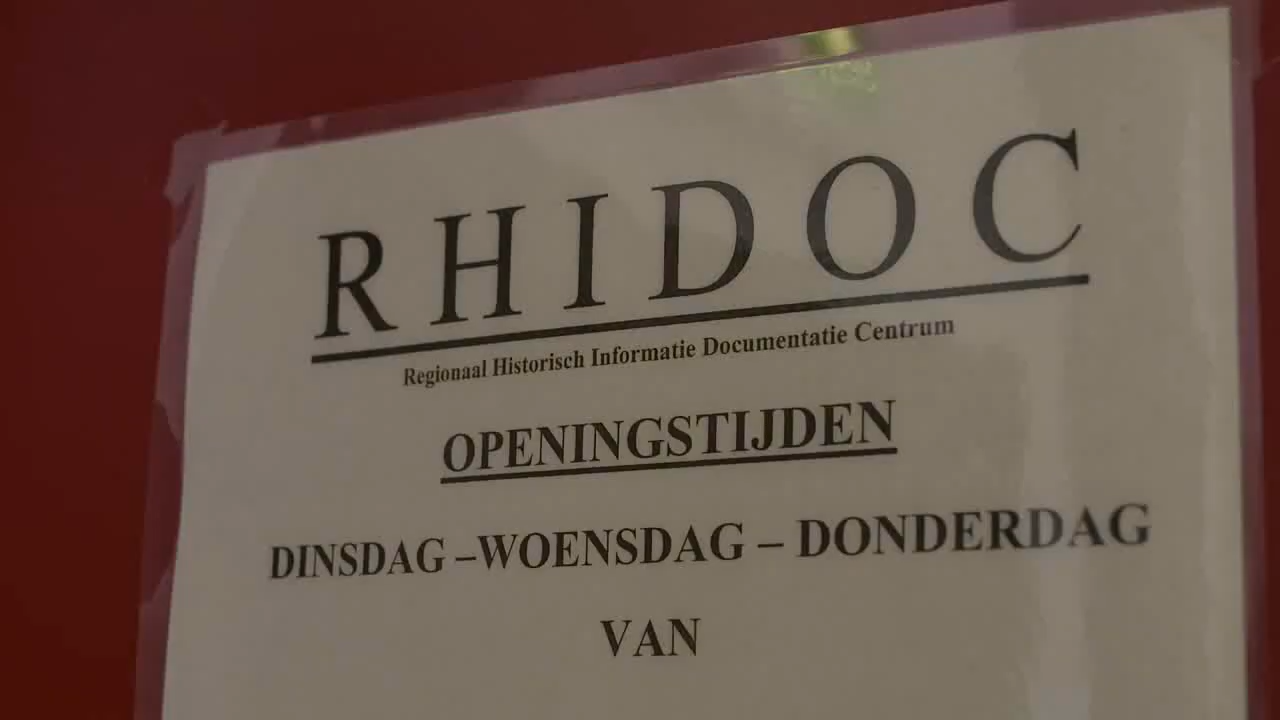 RHIDOC
Regionaal Historisch Informatie Documentatie Centrum
OPENINGSTIJDEN
DINSDAG –WOENSDAG – DONDERDAG
VAN